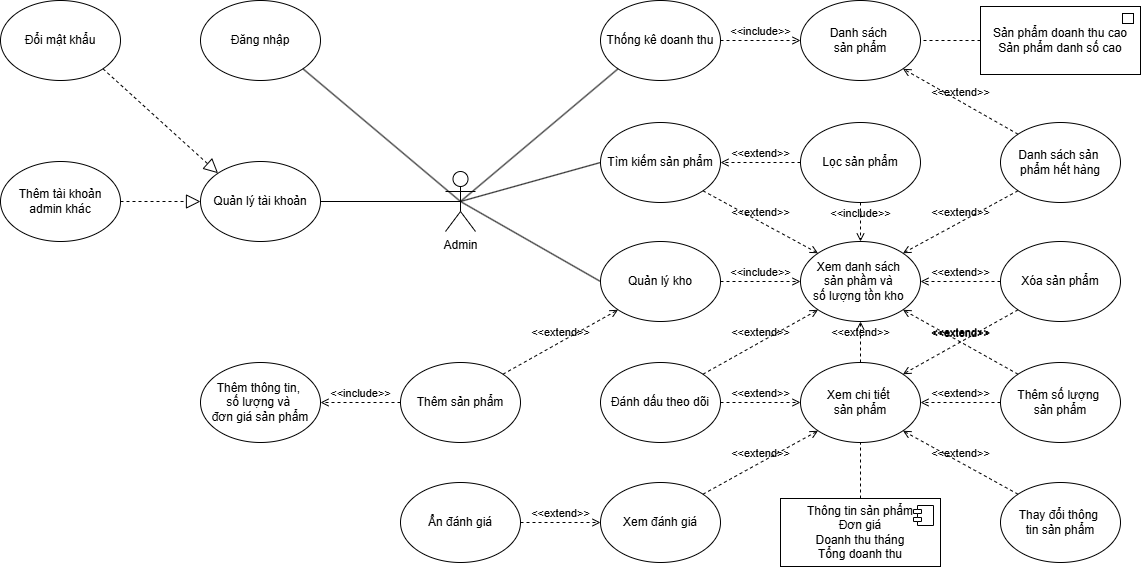 Đổi mật khẩu
Đăng nhập
Thống kê doanh thu
<<include>>
Danh sách
sản phẩm
Sản phẩm doanh thu cao
Sản phẩm danh số cao
<<extend>>
Tìm kiếm sản phẩm
<<extend>>
Lọc sản phẩm
Danh sách sản
phẩm hết hàng
Thêm tài khoản
admin khác
Quản lý tài khoản
Admin
<<extend>>
<<include>>
<<extend>>
Quản lý kho
<<include>>
Xem danh sách
sản phầm và
số lượng tồn kho
<<extend>>
Xóa sản phẩm
<<extend>>
<<extend>>
<<extend>>
<<extend>>
Thêm thông tin,
số lượng và
đơn giá sản phẩm
<<include>>
Thêm sản phẩm
Đánh dấu theo dõi
<<extend>>
Xem chi tiết
sản phẩm
<<extend>>
Thêm số lượng
sản phẩm
<<extend>>
<<extend>>
Ẩn đánh giá
<<extend>>
Xem đánh giá
Thông tin sản phẩm
Đơn giá
Doanh thu tháng
Tổng doanh thu
Thay đổi thông
tin sản phẩm